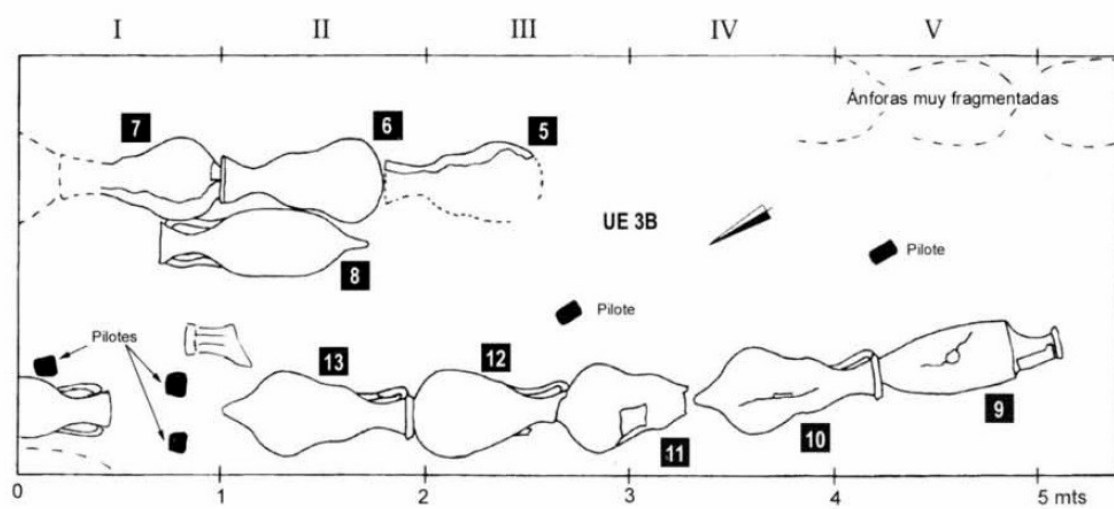 I II III IV V
Ánforas muy fragmentadas
7 6 5
UE 3B
Pilote
8
Pilote
Pilotes
13 12
9
10
11
0 1 2 3 4 5 mts